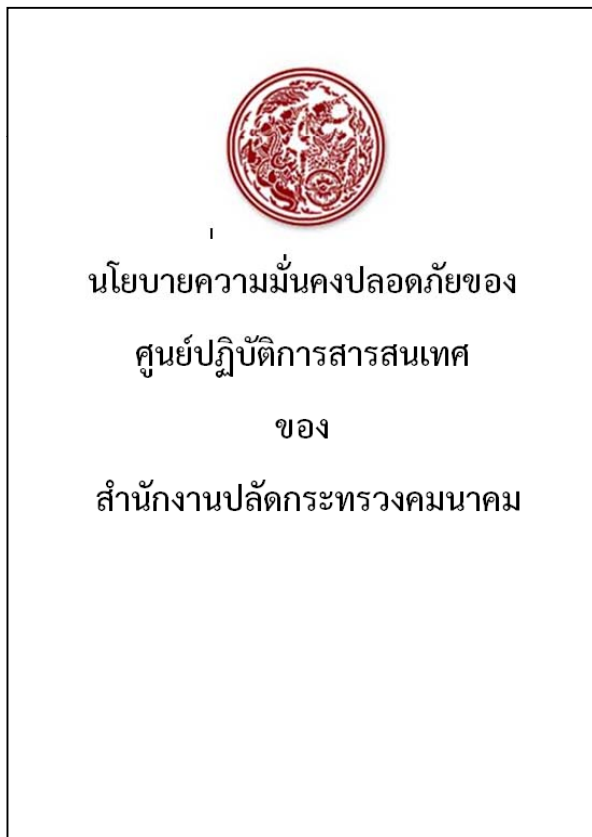 นโยบายความมั่นคงปลอดภัยของ
ศูนย์ปฏิบัติการสารสนเทศ
ของ
สำนักงานปลัดกระทรวงคมนาคม